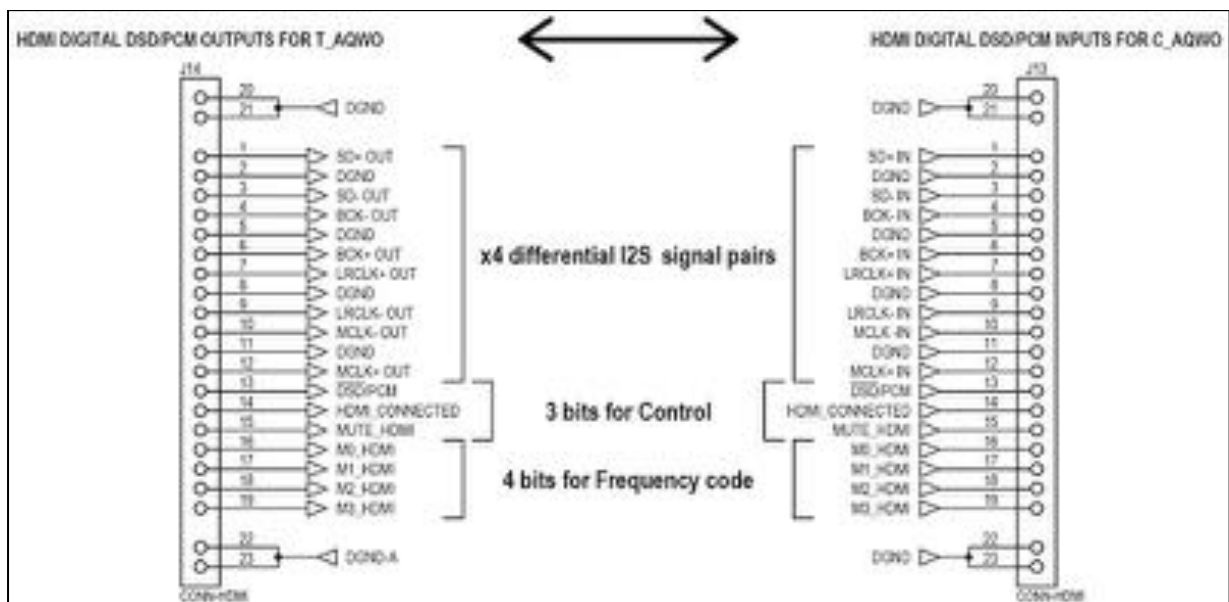 HDMI DIGITAL DSD/PCM OUTPUTS FOR T_AQWO
HDMI DIGITAL DSD/PCM INPUTS FOR C_AQWO
J14
20
21
DGND
1 SD+ OUT
2 DGND
3 SD- OUT
4 BCK- OUT
5 DGND
6 BCK+ OUT
7 LRCLK+ OUT
8 DGND
9 LRCLK- OUT
10 MCLK- OUT
11 DGND
12 MCLK+ OUT
13 DSD/PCM
14 HDMI_CONNECTED
15 MUTE_HDMI
16 M0_HDMI
17 M1_HDMI
18 M2_HDMI
19 M3_HDMI
22
23
DGND-A
CONN-HDMI
x4 differential I2S signal pairs
3 bits for Control
4 bits for Frequency code
J13
20
DGND 21
SD+ IN 1
DGND 2
SD- IN 3
BCK- IN 4
DGND 5
BCK+ IN 6
LRCLK+ IN 7
DGND 8
LRCLK- IN 9
MCLK- IN 10
DGND 11
MCLK+ IN 12
DSD/PCM 13
HDMI_CONNECTED 14
MUTE_HDMI 15
M0_HDMI 16
M1_HDMI 17
M2_HDMI 18
M3_HDMI 19
22
DGND 23
CONN-HDMI